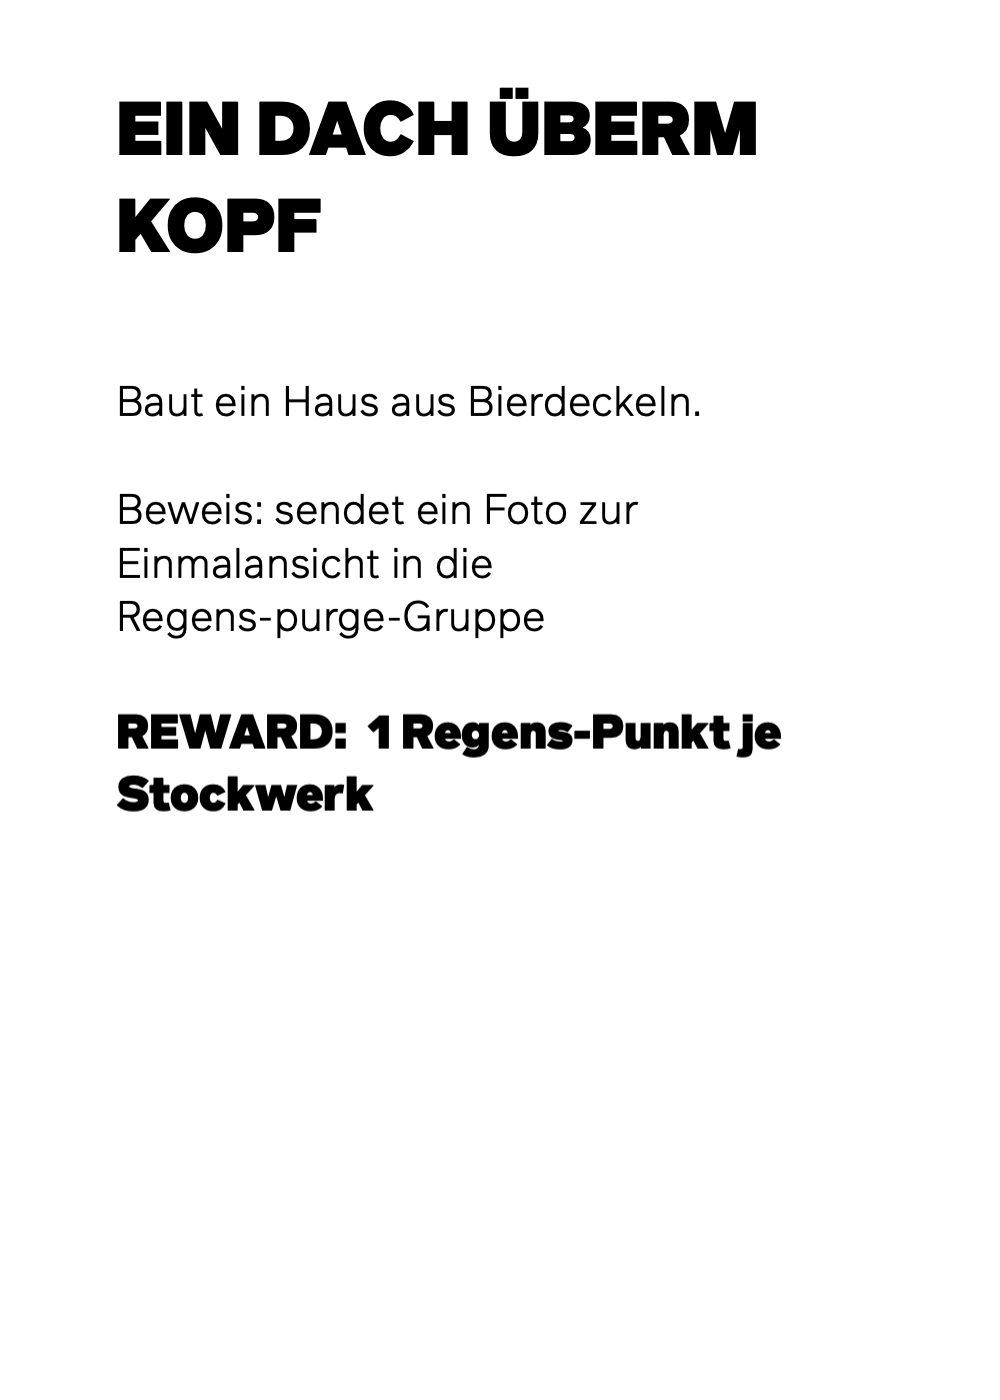 EIN DACH ÜBERM
KOPF
Baut ein Haus aus Bierdeckeln.
Beweis: sendet ein Foto zur
Einmalansicht in die
Regens-purge-Gruppe
REWARD: 1 Regens-Punkt je
Stockwerk